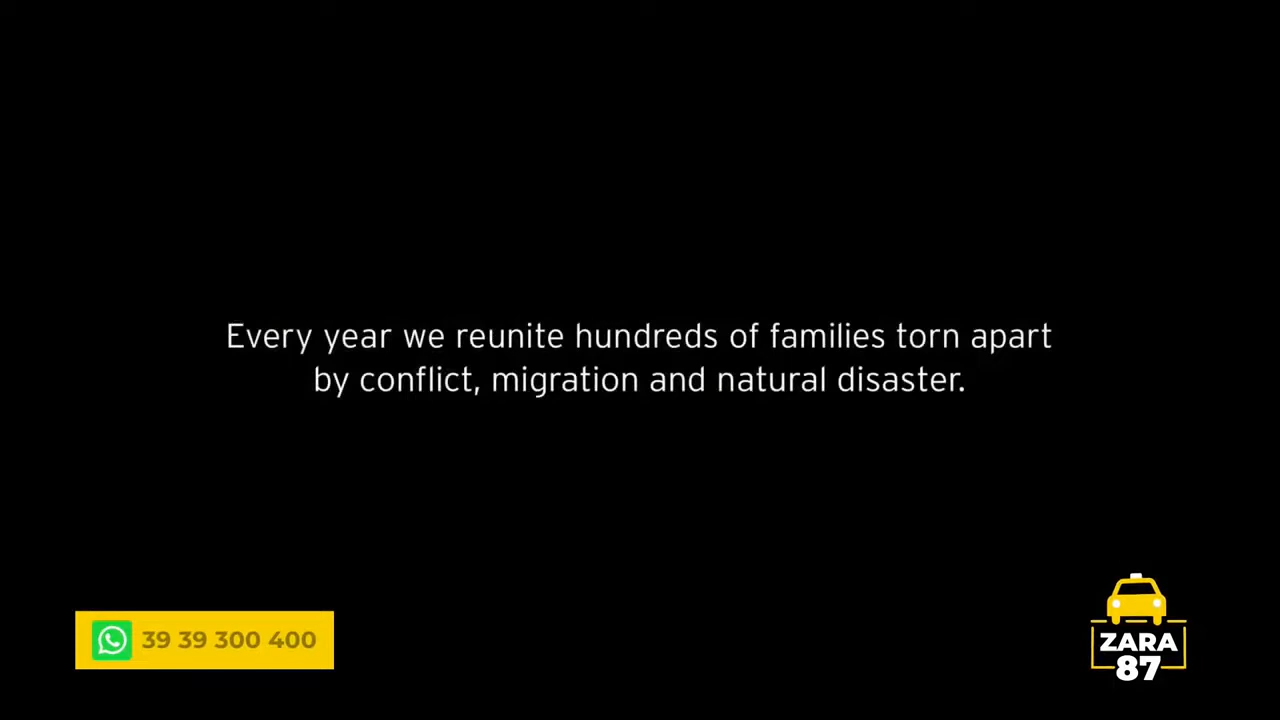 Every year we reunite hundreds of families torn apart
by conflict, migration and natural disaster.
39 39 300 400
ZARA
87